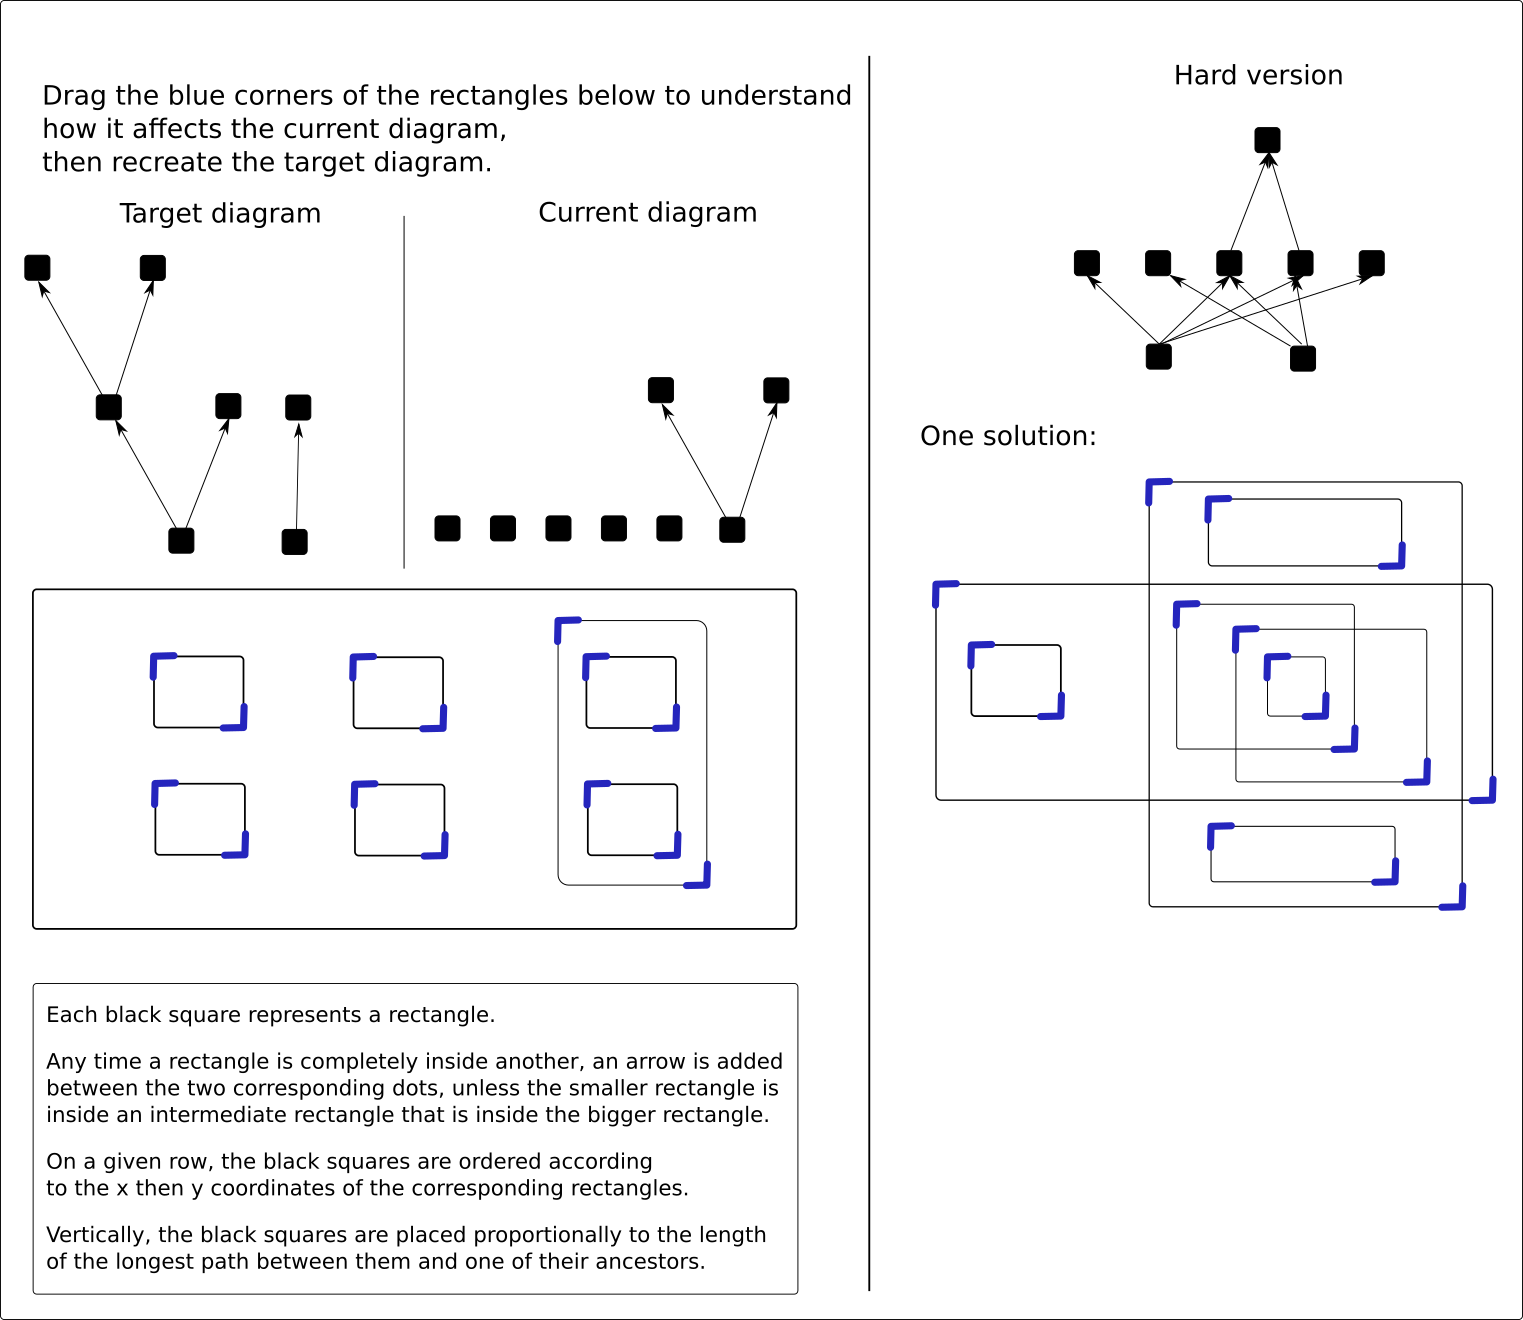 Drag the blue corners of the rectangles below to understand
how it affects the current diagram,
then recreate the target diagram.
Target diagram
Current diagram
Each black square represents a rectangle.
Any time a rectangle is completely inside another, an arrow is added
between the two corresponding dots, unless the smaller rectangle is
inside an intermediate rectangle that is inside the bigger rectangle.
On a given row, the black squares are ordered according
to the x then y coordinates of the corresponding rectangles.
Vertically, the black squares are placed proportionally to the length
of the longest path between them and one of their ancestors.
Hard version
One solution: